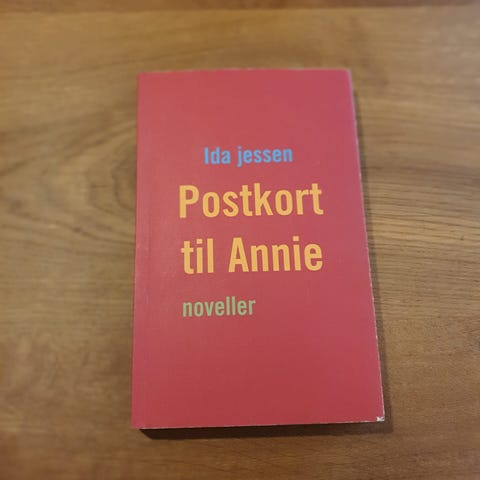 Ida jessen
Postkort
til Annie
noveller